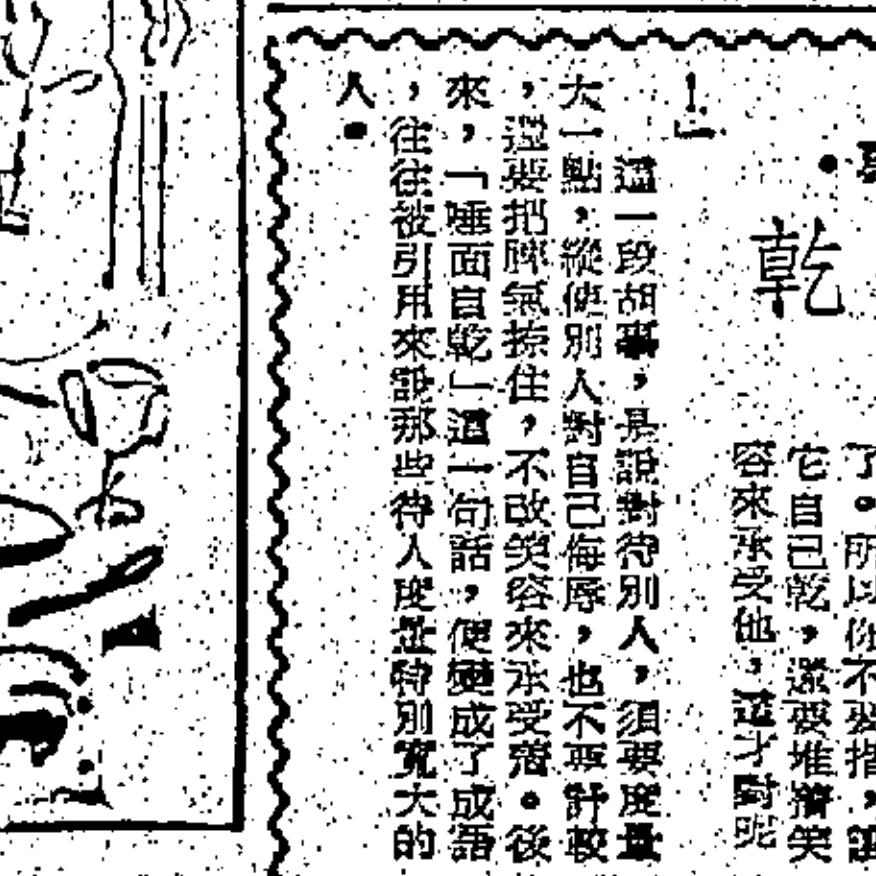 乾
了。所以你不要揩，讓
它自己乾，還要堆着笑
容來承受他，這才對呢
！」
這一段故事，是說對待別人，須要度量
大一點，縱使別人對自己侮辱，也不要計較
，還要把脾氣捺住，不改笑容來承受着。後
來，「唾面自乾」這一句話，便變成了成語
，往往被引用來說那些待人度量特別寬大的
人。